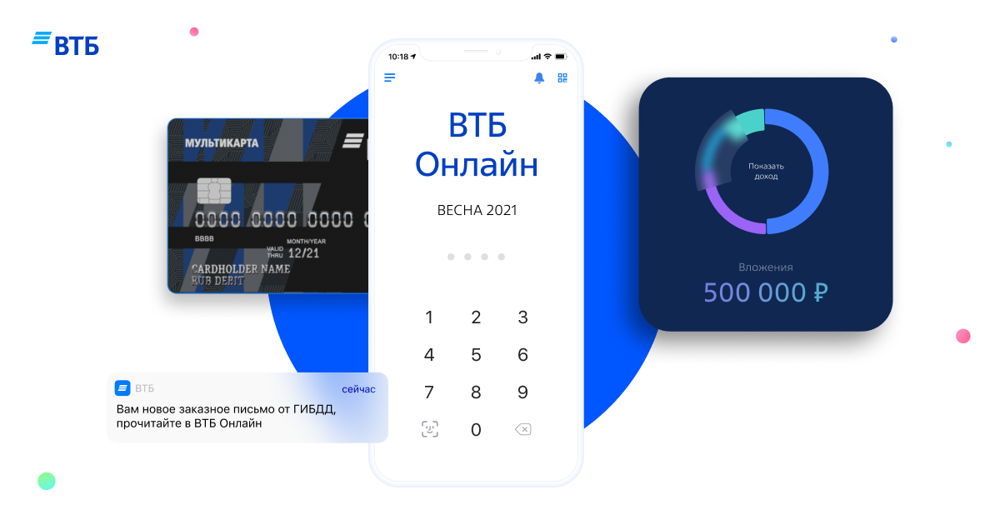 ВТБ
10:18
ВТБ
Онлайн
ВЕСНА 2021
1 2 3
4 5 6
7 8 9
0
МУЛЬТИКАРТА
0000 0000 0000 0
BBBB
MONTH/YEAR
VALID
THRU 12/21
CARDHOLDER NAME
RUB DEBIT
ВТБ
сейчас
Вам новое заказное письмо от ГИБДД,
прочитайте в ВТБ Онлайн
Показать
доход
Вложения
500 000 ₽